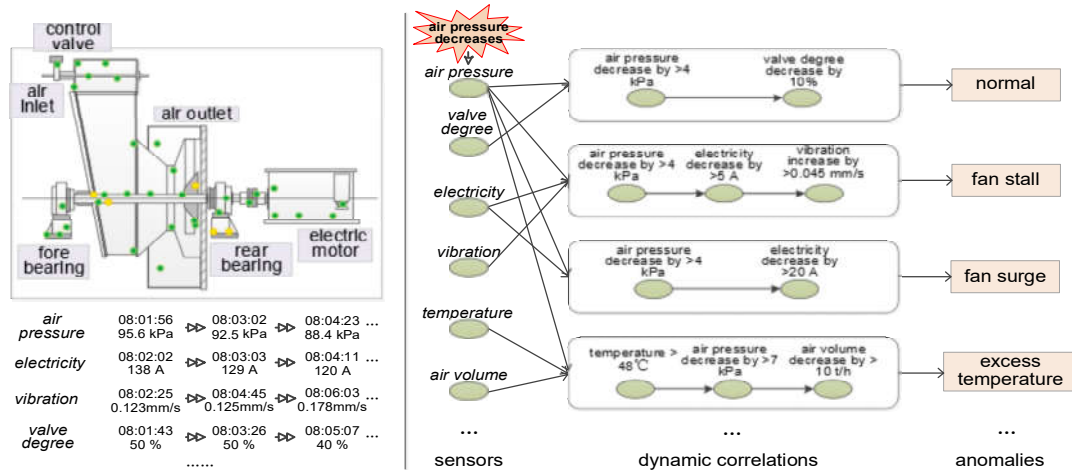 control
valve
air
inlet
air outlet
fore
bearing
rear
bearing
electric
motor
air
pressure
08:01:56
95.6 kPa
08:03:02
92.5 kPa
08:04:23
88.4 kPa
...
electricity
08:02:02
138 A
08:03:03
129 A
08:04:11
120 A
...
vibration
08:02:25
0.123mm/s
08:04:45
0.125mm/s
08:06:03
0.178mm/s
...
valve
degree
08:01:43
50 %
08:03:26
50 %
08:05:07
40 %
...
......
air pressure
decreases
air pressure
valve
degree
electricity
vibration
temperature
air volume
...
sensors
air pressure
decrease by >4
kPa
valve degree
decrease by
10%
air pressure
decrease by >4
kPa
electricity
decrease by
>5 A
vibration
increase by
>0.045 mm/s
air pressure
decrease by >4
kPa
electricity
decrease by
>20 A
temperature >
48℃
air pressure
decrease by >7
kPa
air volume
decrease by >
10 t/h
...
dynamic correlations
normal
fan stall
fan surge
excess
temperature
...
anomalies